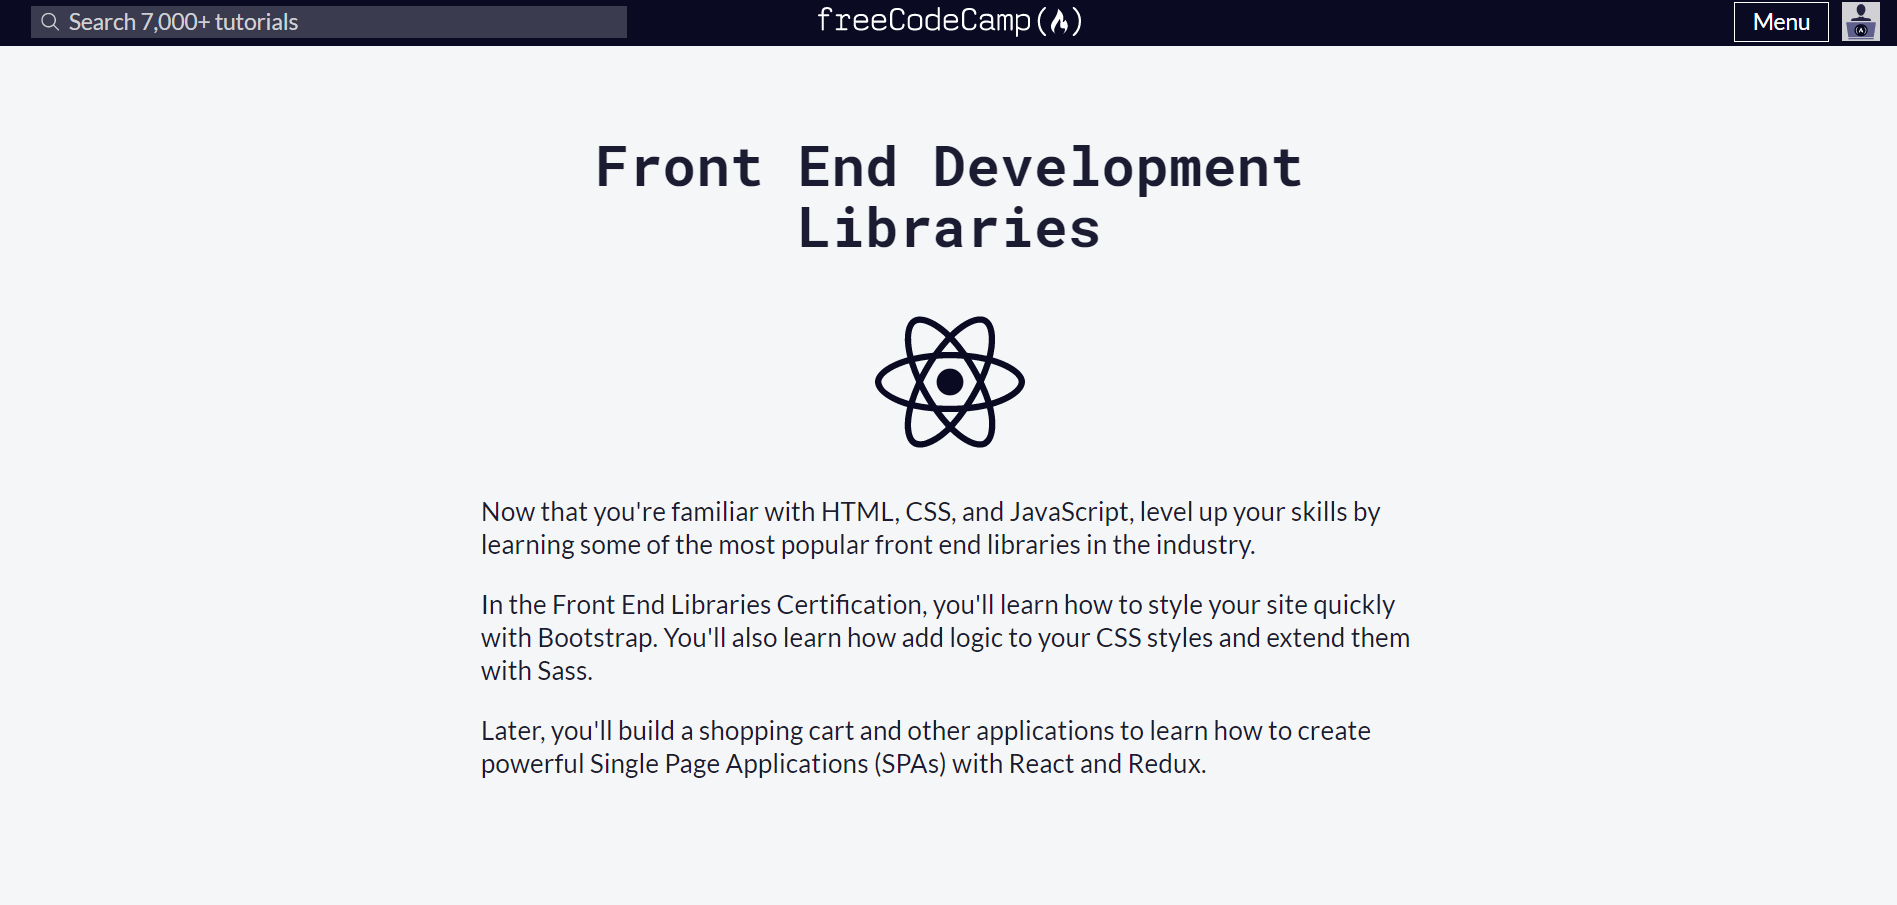 Search 7,000+ tutorials
freeCodeCamp(🔥)
Menu
Front End Development
Libraries
Now that you're familiar with HTML, CSS, and JavaScript, level up your skills by
learning some of the most popular front end libraries in the industry.
In the Front End Libraries Certification, you'll learn how to style your site quickly
with Bootstrap. You'll also learn how add logic to your CSS styles and extend them
with Sass.
Later, you'll build a shopping cart and other applications to learn how to create
powerful Single Page Applications (SPAs) with React and Redux.